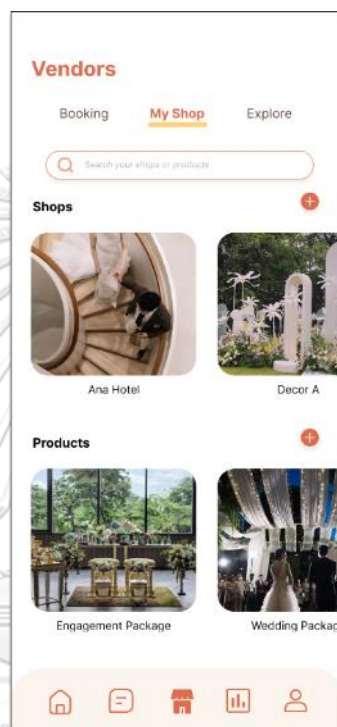 Vendors
Booking My Shop Explore
Search your shops or products
Shops
Ana Hotel Decor A
Products
Engagement Package Wedding Packag